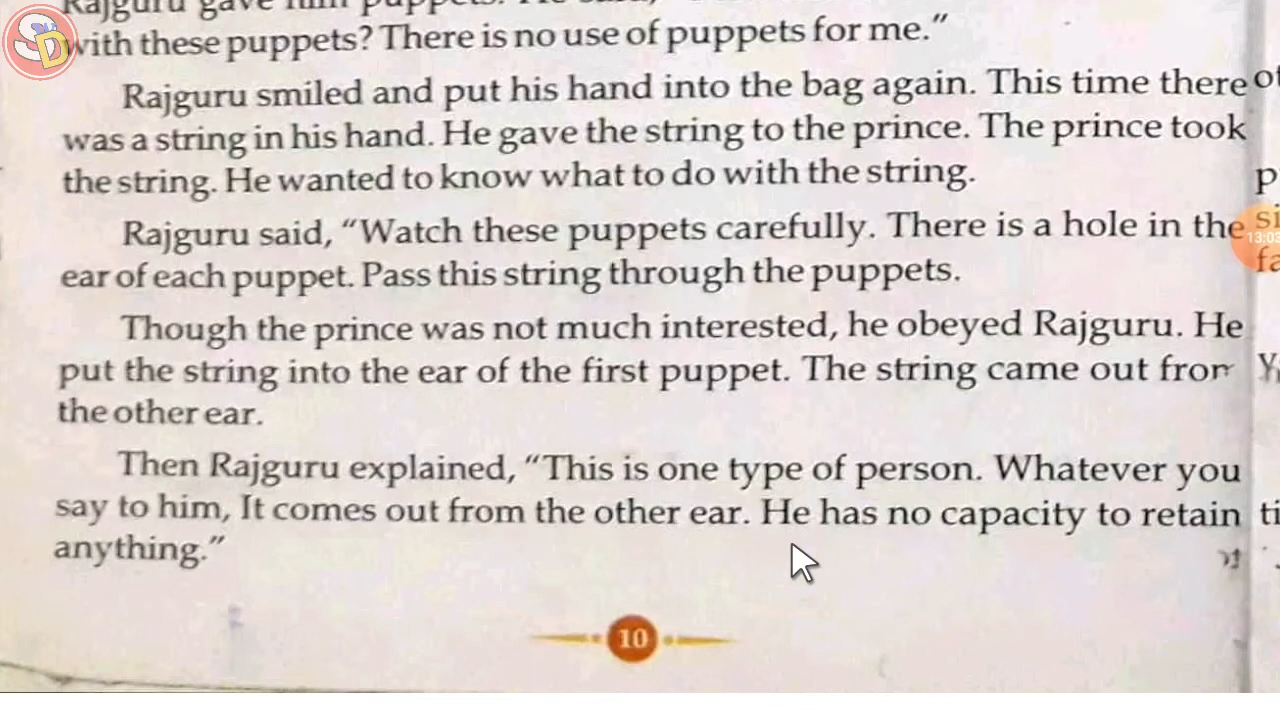 Rajguru gave him puppets. He said,
with these puppets? There is no use of puppets for me.”
Rajguru smiled and put his hand into the bag again. This time there
was a string in his hand. He gave the string to the prince. The prince took
the string. He wanted to know what to do with the string.
Rajguru said, “Watch these puppets carefully. There is a hole in the
ear of each puppet. Pass this string through the puppets.
Though the prince was not much interested, he obeyed Rajguru. He
put the string into the ear of the first puppet. The string came out from
the other ear.
Then Rajguru explained, “This is one type of person. Whatever you
say to him, It comes out from the other ear. He has no capacity to retain
anything.”
10
SD
13:03